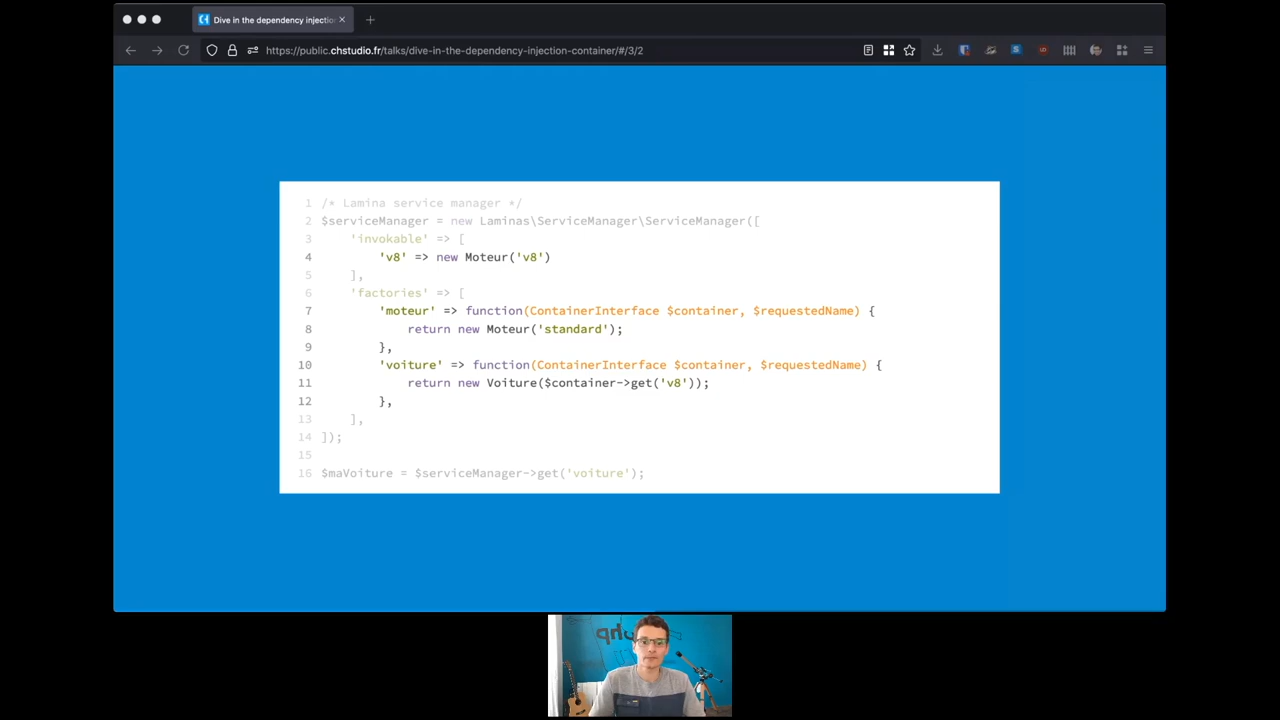 Dive in the dependency injectio
https://public.chstudio.fr/talks/dive-in-the-dependency-injection-container/#/3/2
1 /* Lamina service manager */
2 $serviceManager = new Laminas\ServiceManager\ServiceManager([
3 'invokable' => [
4 'v8' => new Moteur('v8')
5 ],
6 'factories' => [
7 'moteur' => function(ContainerInterface $container, $requestedName) {
8 return new Moteur('standard');
9 },
10 'voiture' => function(ContainerInterface $container, $requestedName) {
11 return new Voiture($container->get('v8'));
12 },
13 ],
14 ]);
15
16 $maVoiture = $serviceManager->get('voiture');